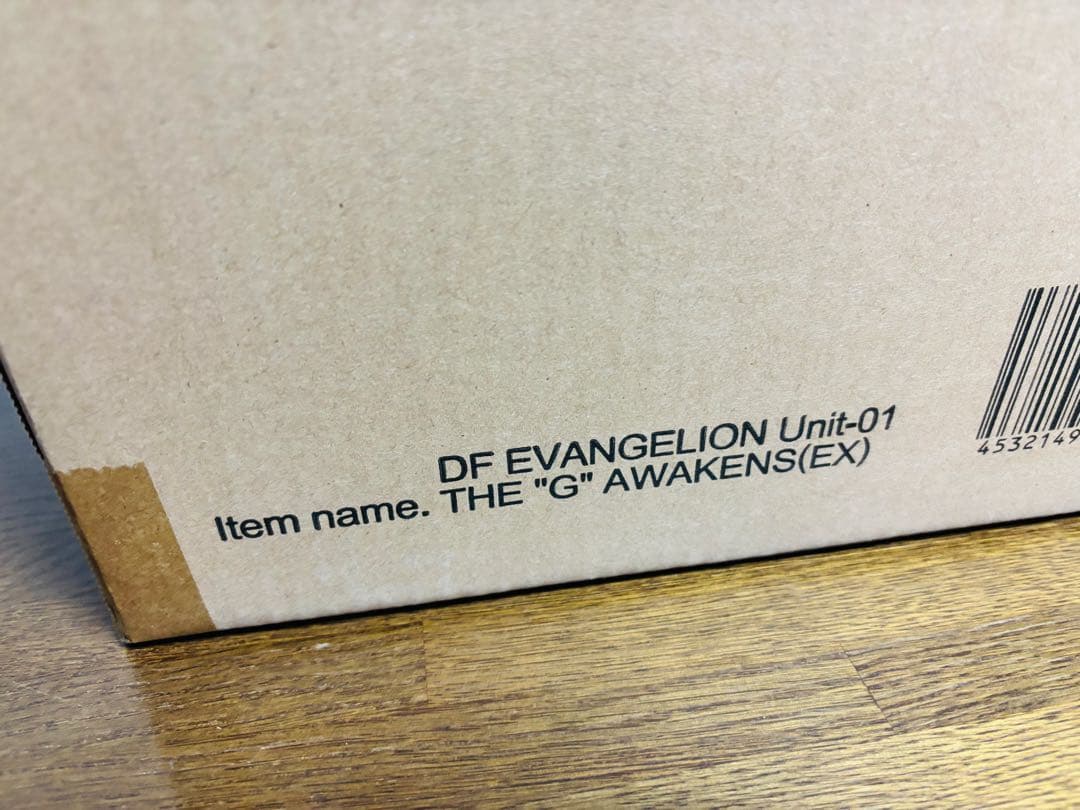 DF EVANGELION Unit-01
Item name. THE "G" AWAKENS(EX)
4532149